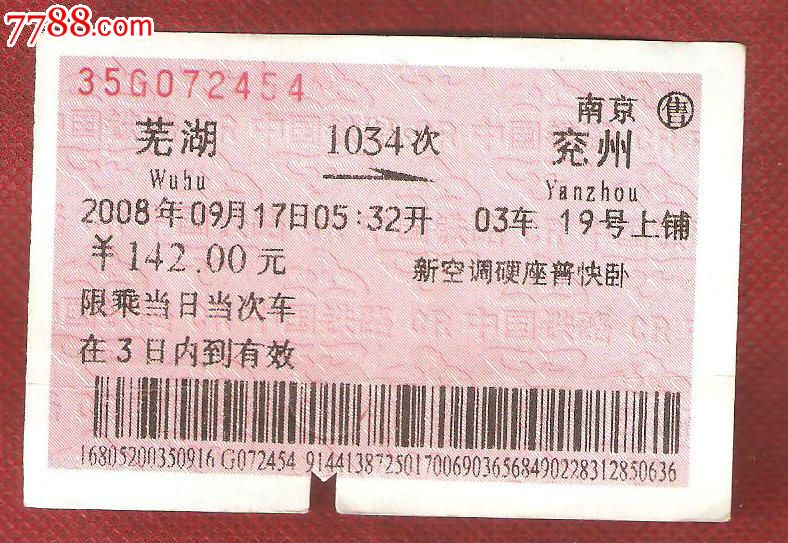 7788.com
35G072454
南京 售
芜湖 1034次 兖州
Wuhu Yanzhou
2008年09月17日05:32开 03车 19号上铺
￥142.00元
新空调硬座普快卧
限乘当日当次车
在3日内到有效
16805200350916 G072454 91441387250170069036568490228312850636